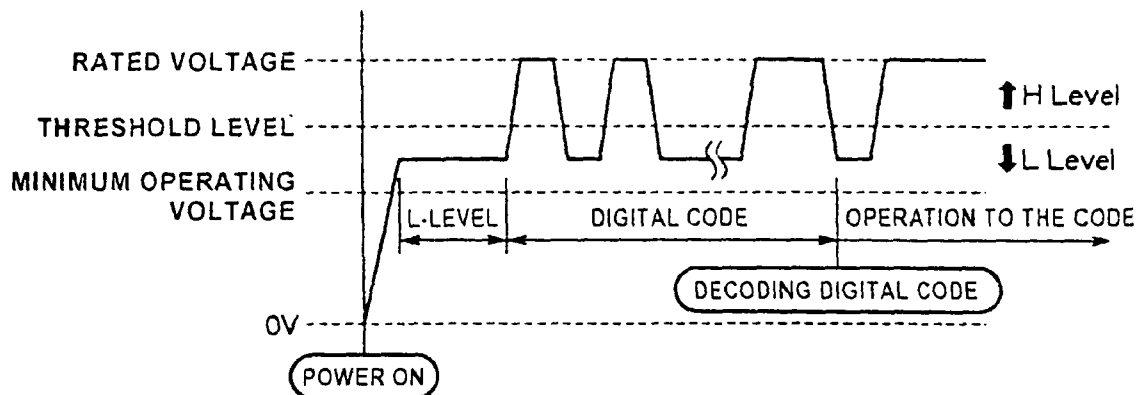 RATED VOLTAGE
THRESHOLD LEVEL
MINIMUM OPERATING
VOLTAGE
0V
H Level
L Level
L-LEVEL
DIGITAL CODE
OPERATION TO THE CODE
DECODING DIGITAL CODE
POWER ON